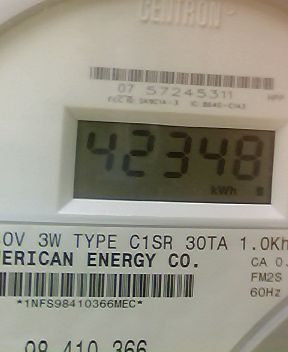 CENTRON
07 57245311
42348
kWh
0V 3W TYPE C1SR 30TA 1.0Kh
ERICAN ENERGY CO.
CA 0.
FM2S
60Hz
*1NFS98410366MEC*
98 410 366